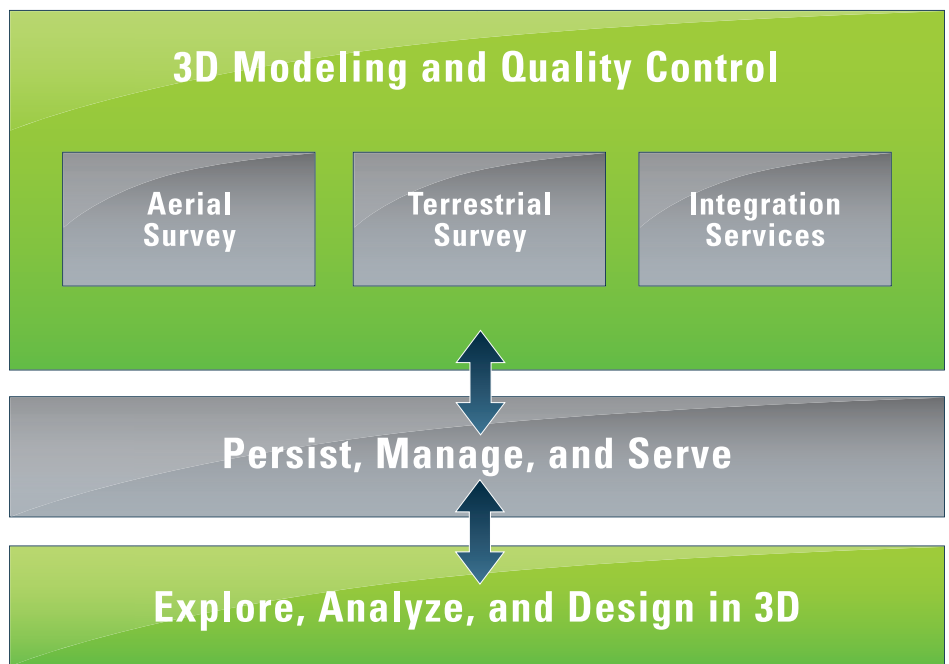 3D Modeling and Quality Control
Aerial
Survey
Terrestrial
Survey
Integration
Services
Persist, Manage, and Serve
Explore, Analyze, and Design in 3D